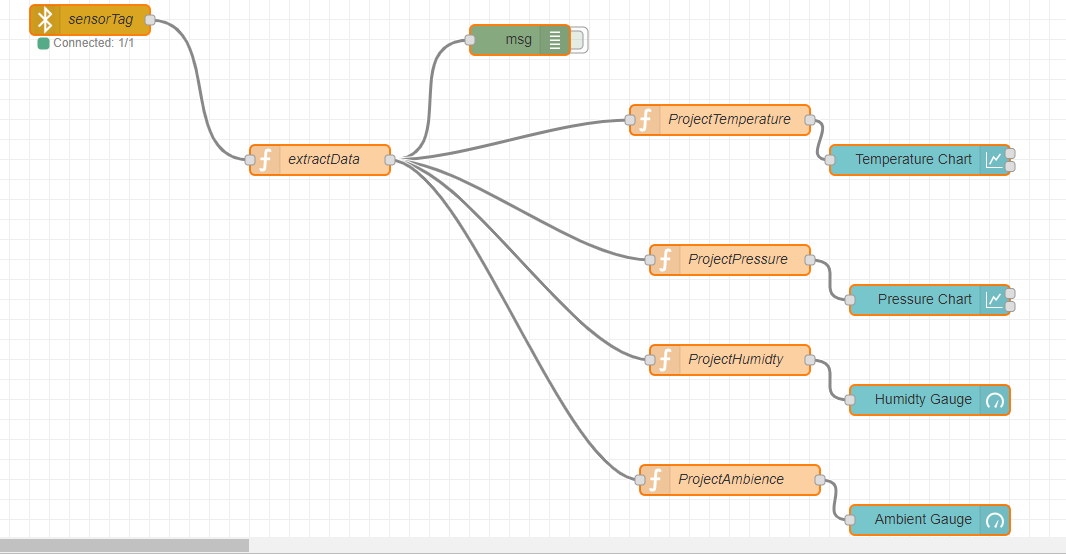 sensorTag
Connected: 1/1
msg
ProjectTemperature
extractData
Temperature Chart
ProjectPressure
Pressure Chart
ProjectHumidty
Humidty Gauge
ProjectAmbience
Ambient Gauge